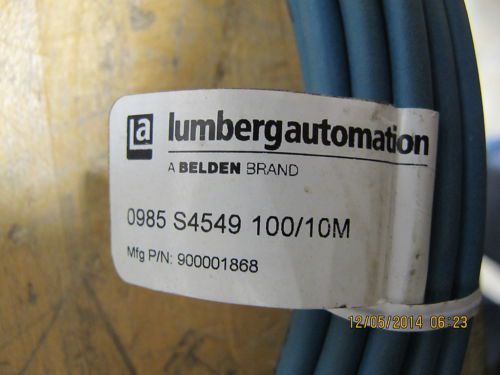 la lumbergautomation
A BELDEN BRAND
0985 S4549 100/10M
Mfg P/N: 900001868
12/05/2014 06:23